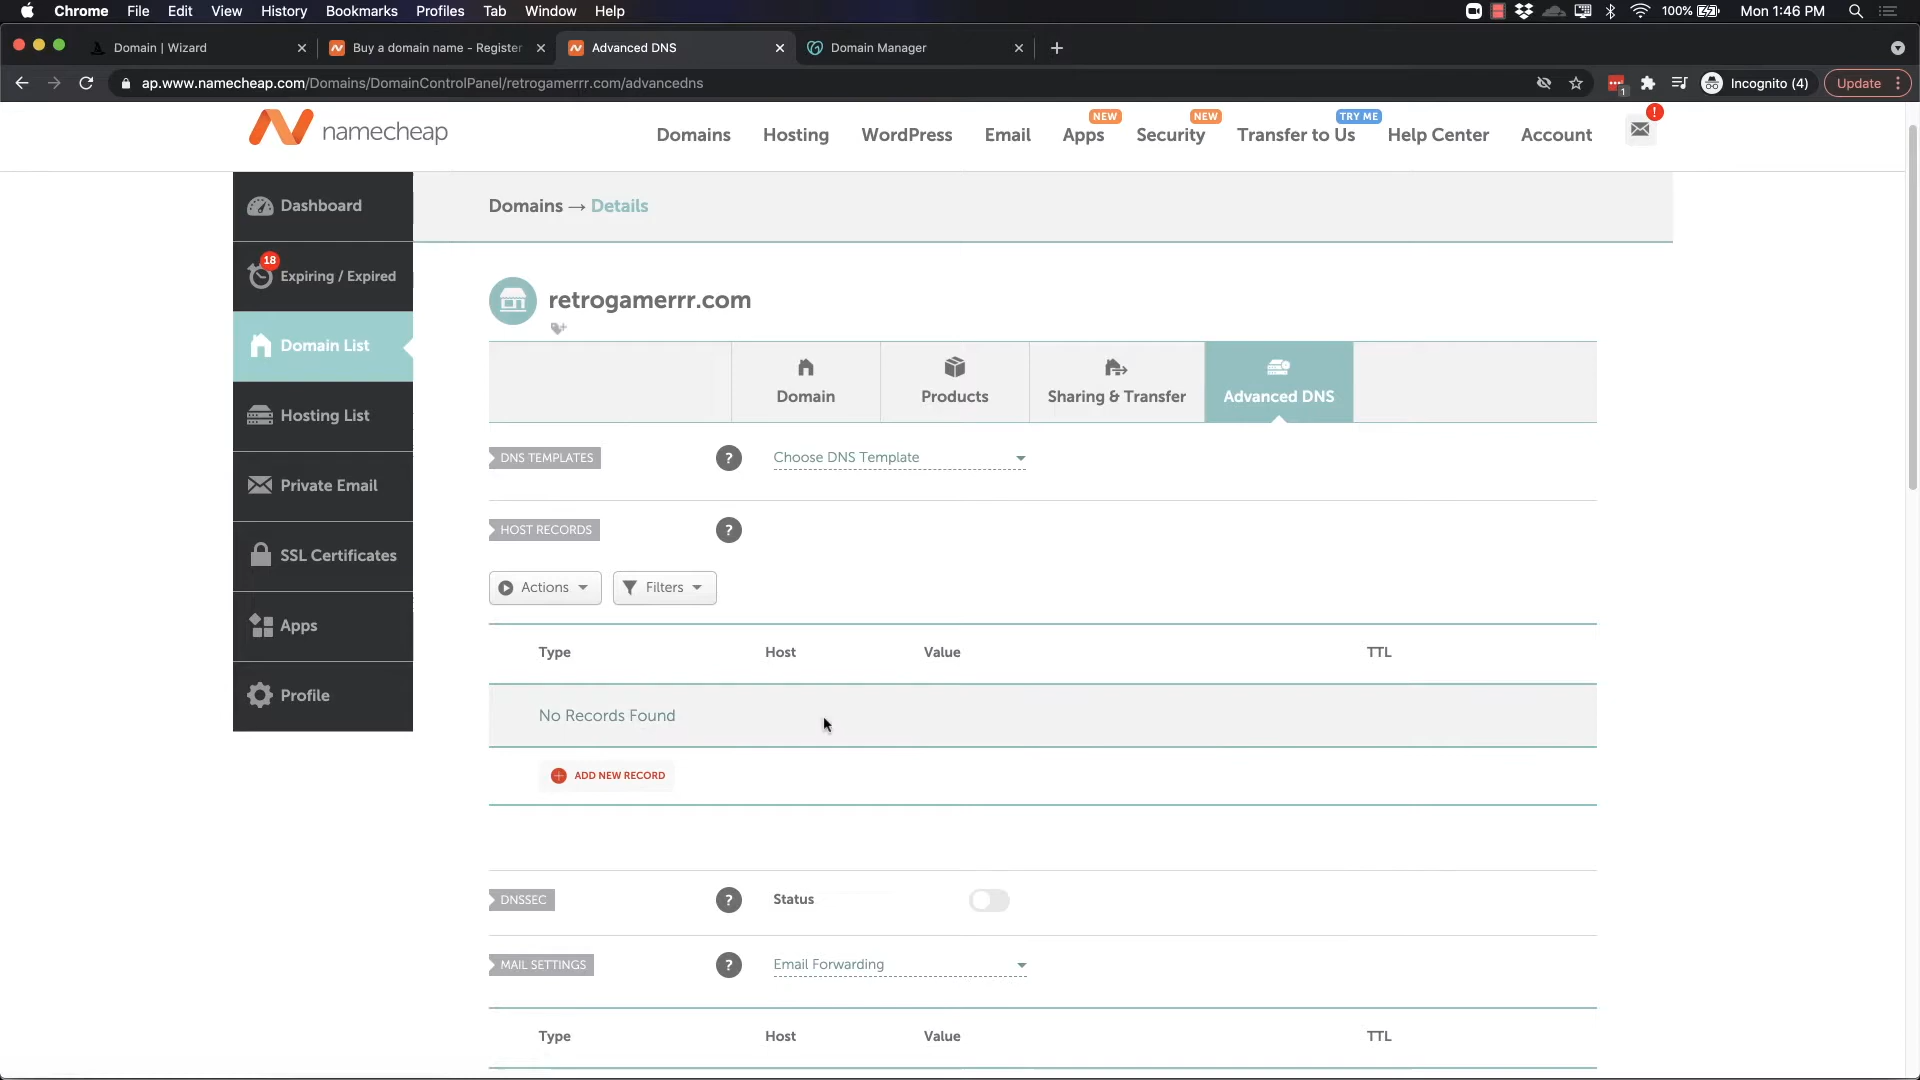 Chrome File Edit View History Bookmarks Profiles Tab Window Help 100% Mon 1:46 PM
Domain | Wizard Buy a domain name - Register Advanced DNS Domain Manager
ap.www.namecheap.com/Domains/DomainControlPanel/retrogamerrr.com/advancedns 1 Incognito (4) Update
NEW NEW TRY ME !
namecheap Domains Hosting WordPress Email Apps Security Transfer to Us Help Center Account
Dashboard
18
Expiring / Expired
Domain List
Hosting List
Private Email
SSL Certificates
Apps
Profile
Domains → Details
retrogamerrr.com
Domain Products Sharing & Transfer Advanced DNS
DNS TEMPLATES ? Choose DNS Template
HOST RECORDS ?
Actions Filters
Type Host Value TTL
No Records Found
ADD NEW RECORD
DNSSEC ? Status
MAIL SETTINGS ? Email Forwarding
Type Host Value TTL